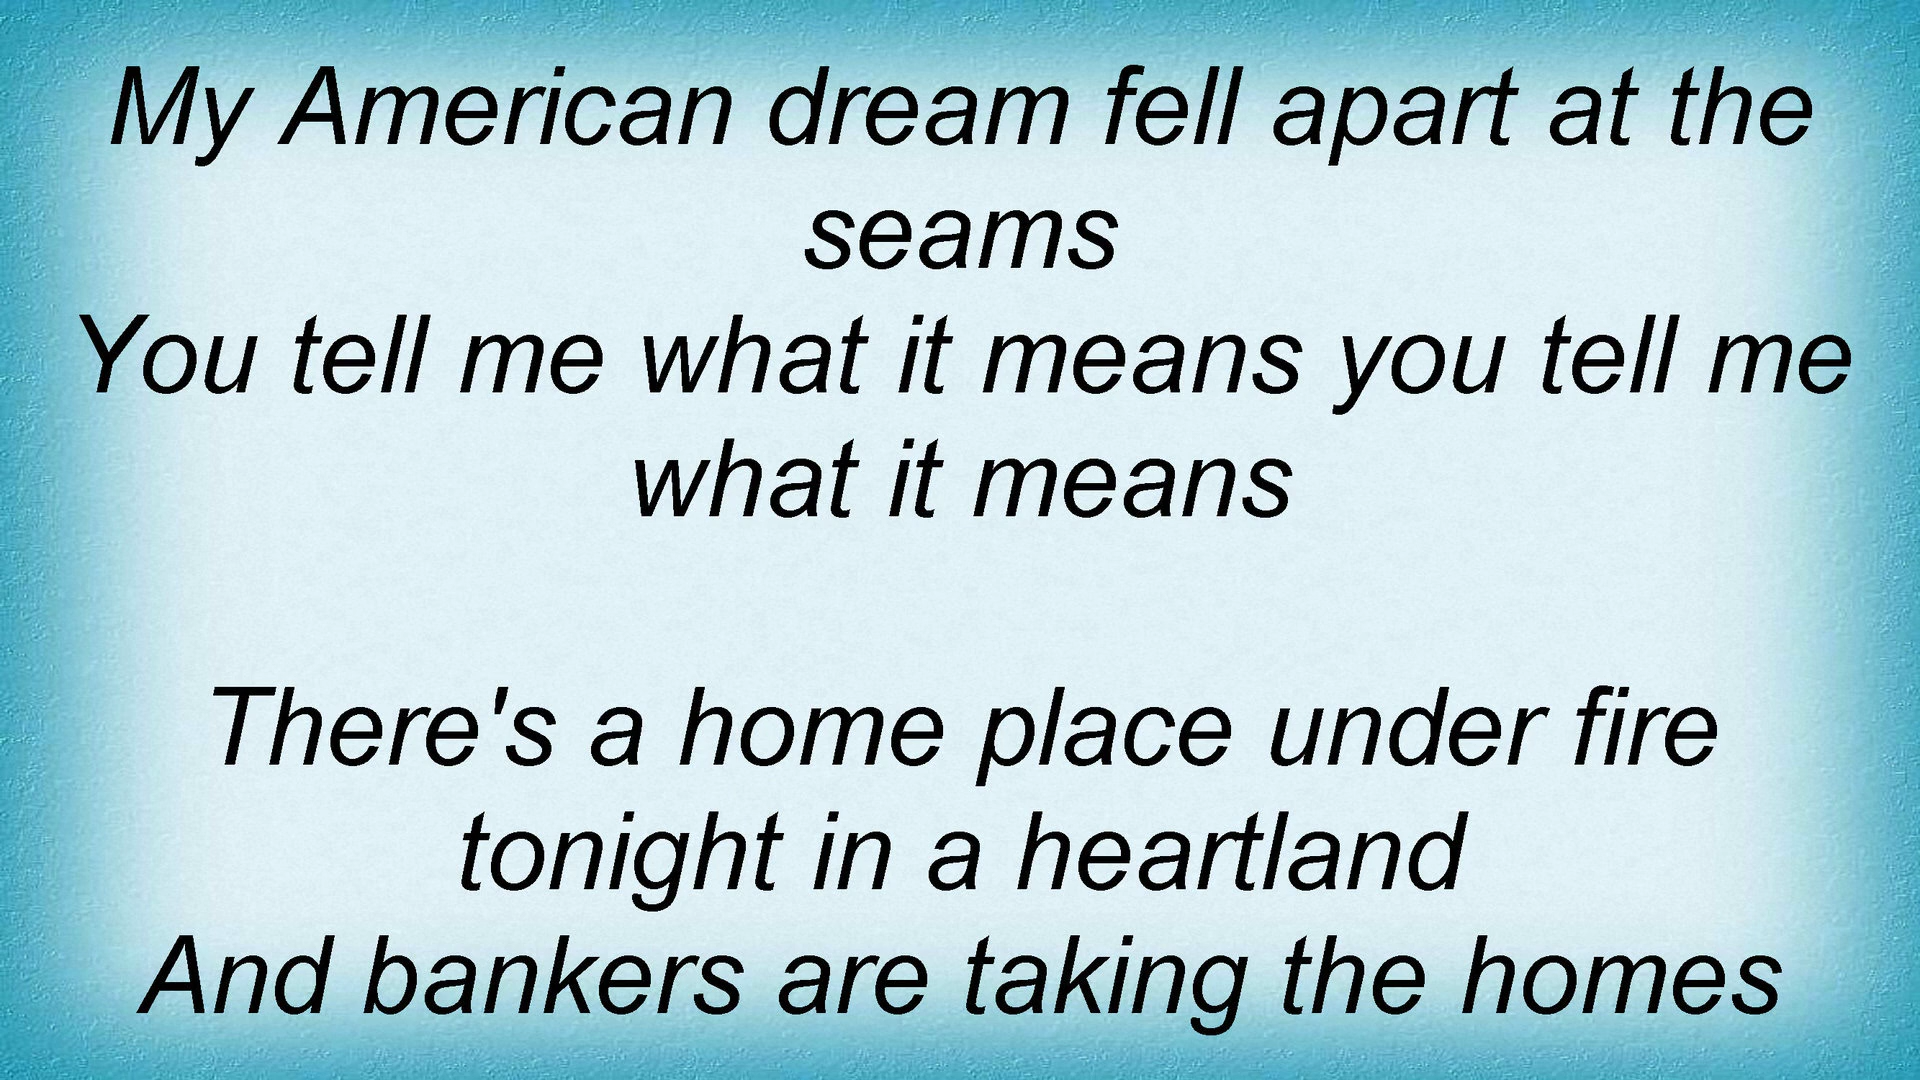 My American dream fell apart at the
seams
You tell me what it means you tell me
what it means
There's a home place under fire
tonight in a heartland
And bankers are taking the homes